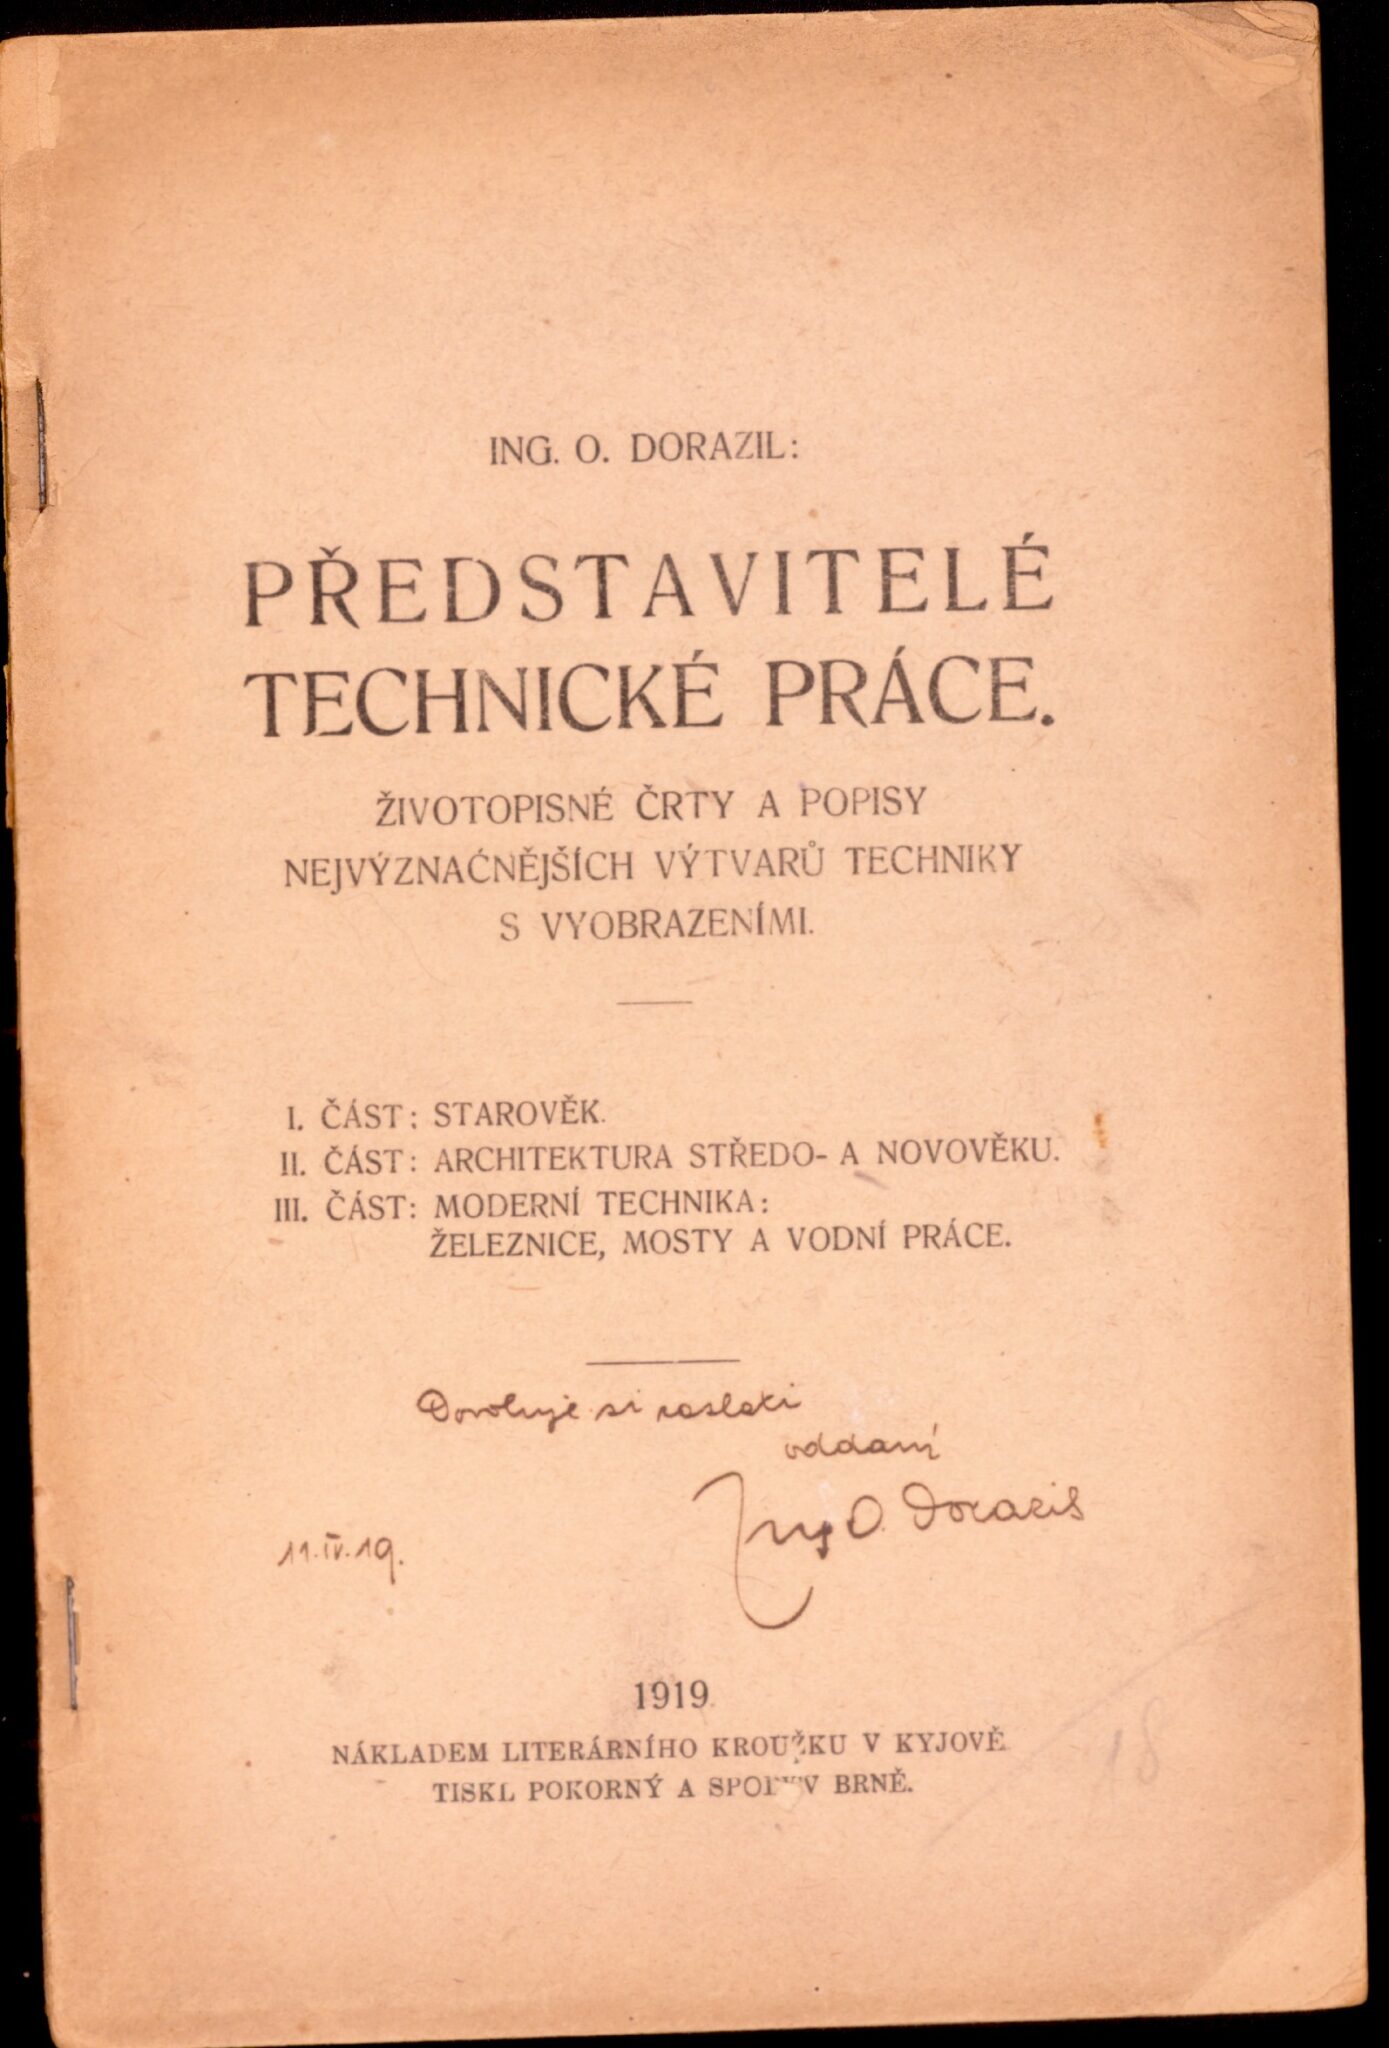 ING. O. DORAZIL:
PŘEDSTAVITELÉ
TECHNICKÉ PRÁCE.
ŽIVOTOPISNÉ ČRTY A POPISY
NEJVÝZNAĆNĚJŠÍCH VÝTVARŮ TECHNIKY
S VYOBRAZENÍMI.
I. ČÁST: STAROVĚK.
II. ČÁST: ARCHITEKTURA STŘEDO- A NOVOVĚKU.
III. ČÁST: MODERNÍ TECHNIKA:
ŽELEZNICE, MOSTY A VODNÍ PRÁCE.
Dovoluje si zaslati
oddaný
Ing O. Dorazil
11.IV.19.
1919
NÁKLADEM LITERÁRNÍHO KROUŽKU V KYJOVĚ
TISKL POKORNÝ A V BRNĚ.
18